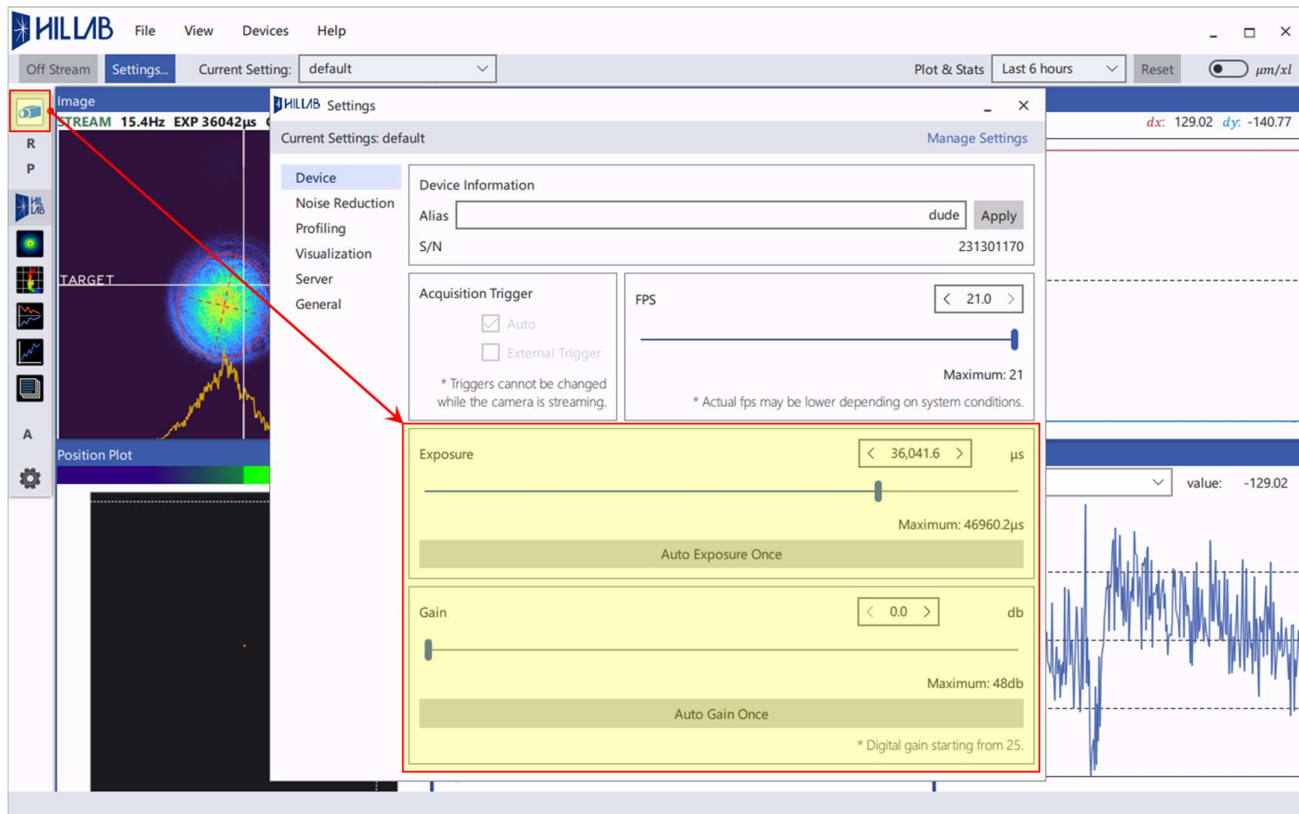 HILLAB File View Devices Help
Off Stream Settings... Current Setting: default Plot & Stats Last 6 hours Reset μm/xl
Image
STREAM 15.4Hz EXP 36042μs
dx: 129.02 dy: -140.77
R
P
HIL
LAB
A
TARGET
Position Plot
value: -129.02
HILLAB Settings
Current Settings: default Manage Settings
Device
Noise Reduction
Profiling
Visualization
Server
General
Device Information
Alias dude Apply
S/N 231301170
Acquisition Trigger
Auto
External Trigger
* Triggers cannot be changed
while the camera is streaming.
FPS < 21.0 >
Maximum: 21
* Actual fps may be lower depending on system conditions.
Exposure < 36,041.6 > μs
Maximum: 46960.2μs
Auto Exposure Once
Gain < 0.0 > db
Maximum: 48db
Auto Gain Once
* Digital gain starting from 25.